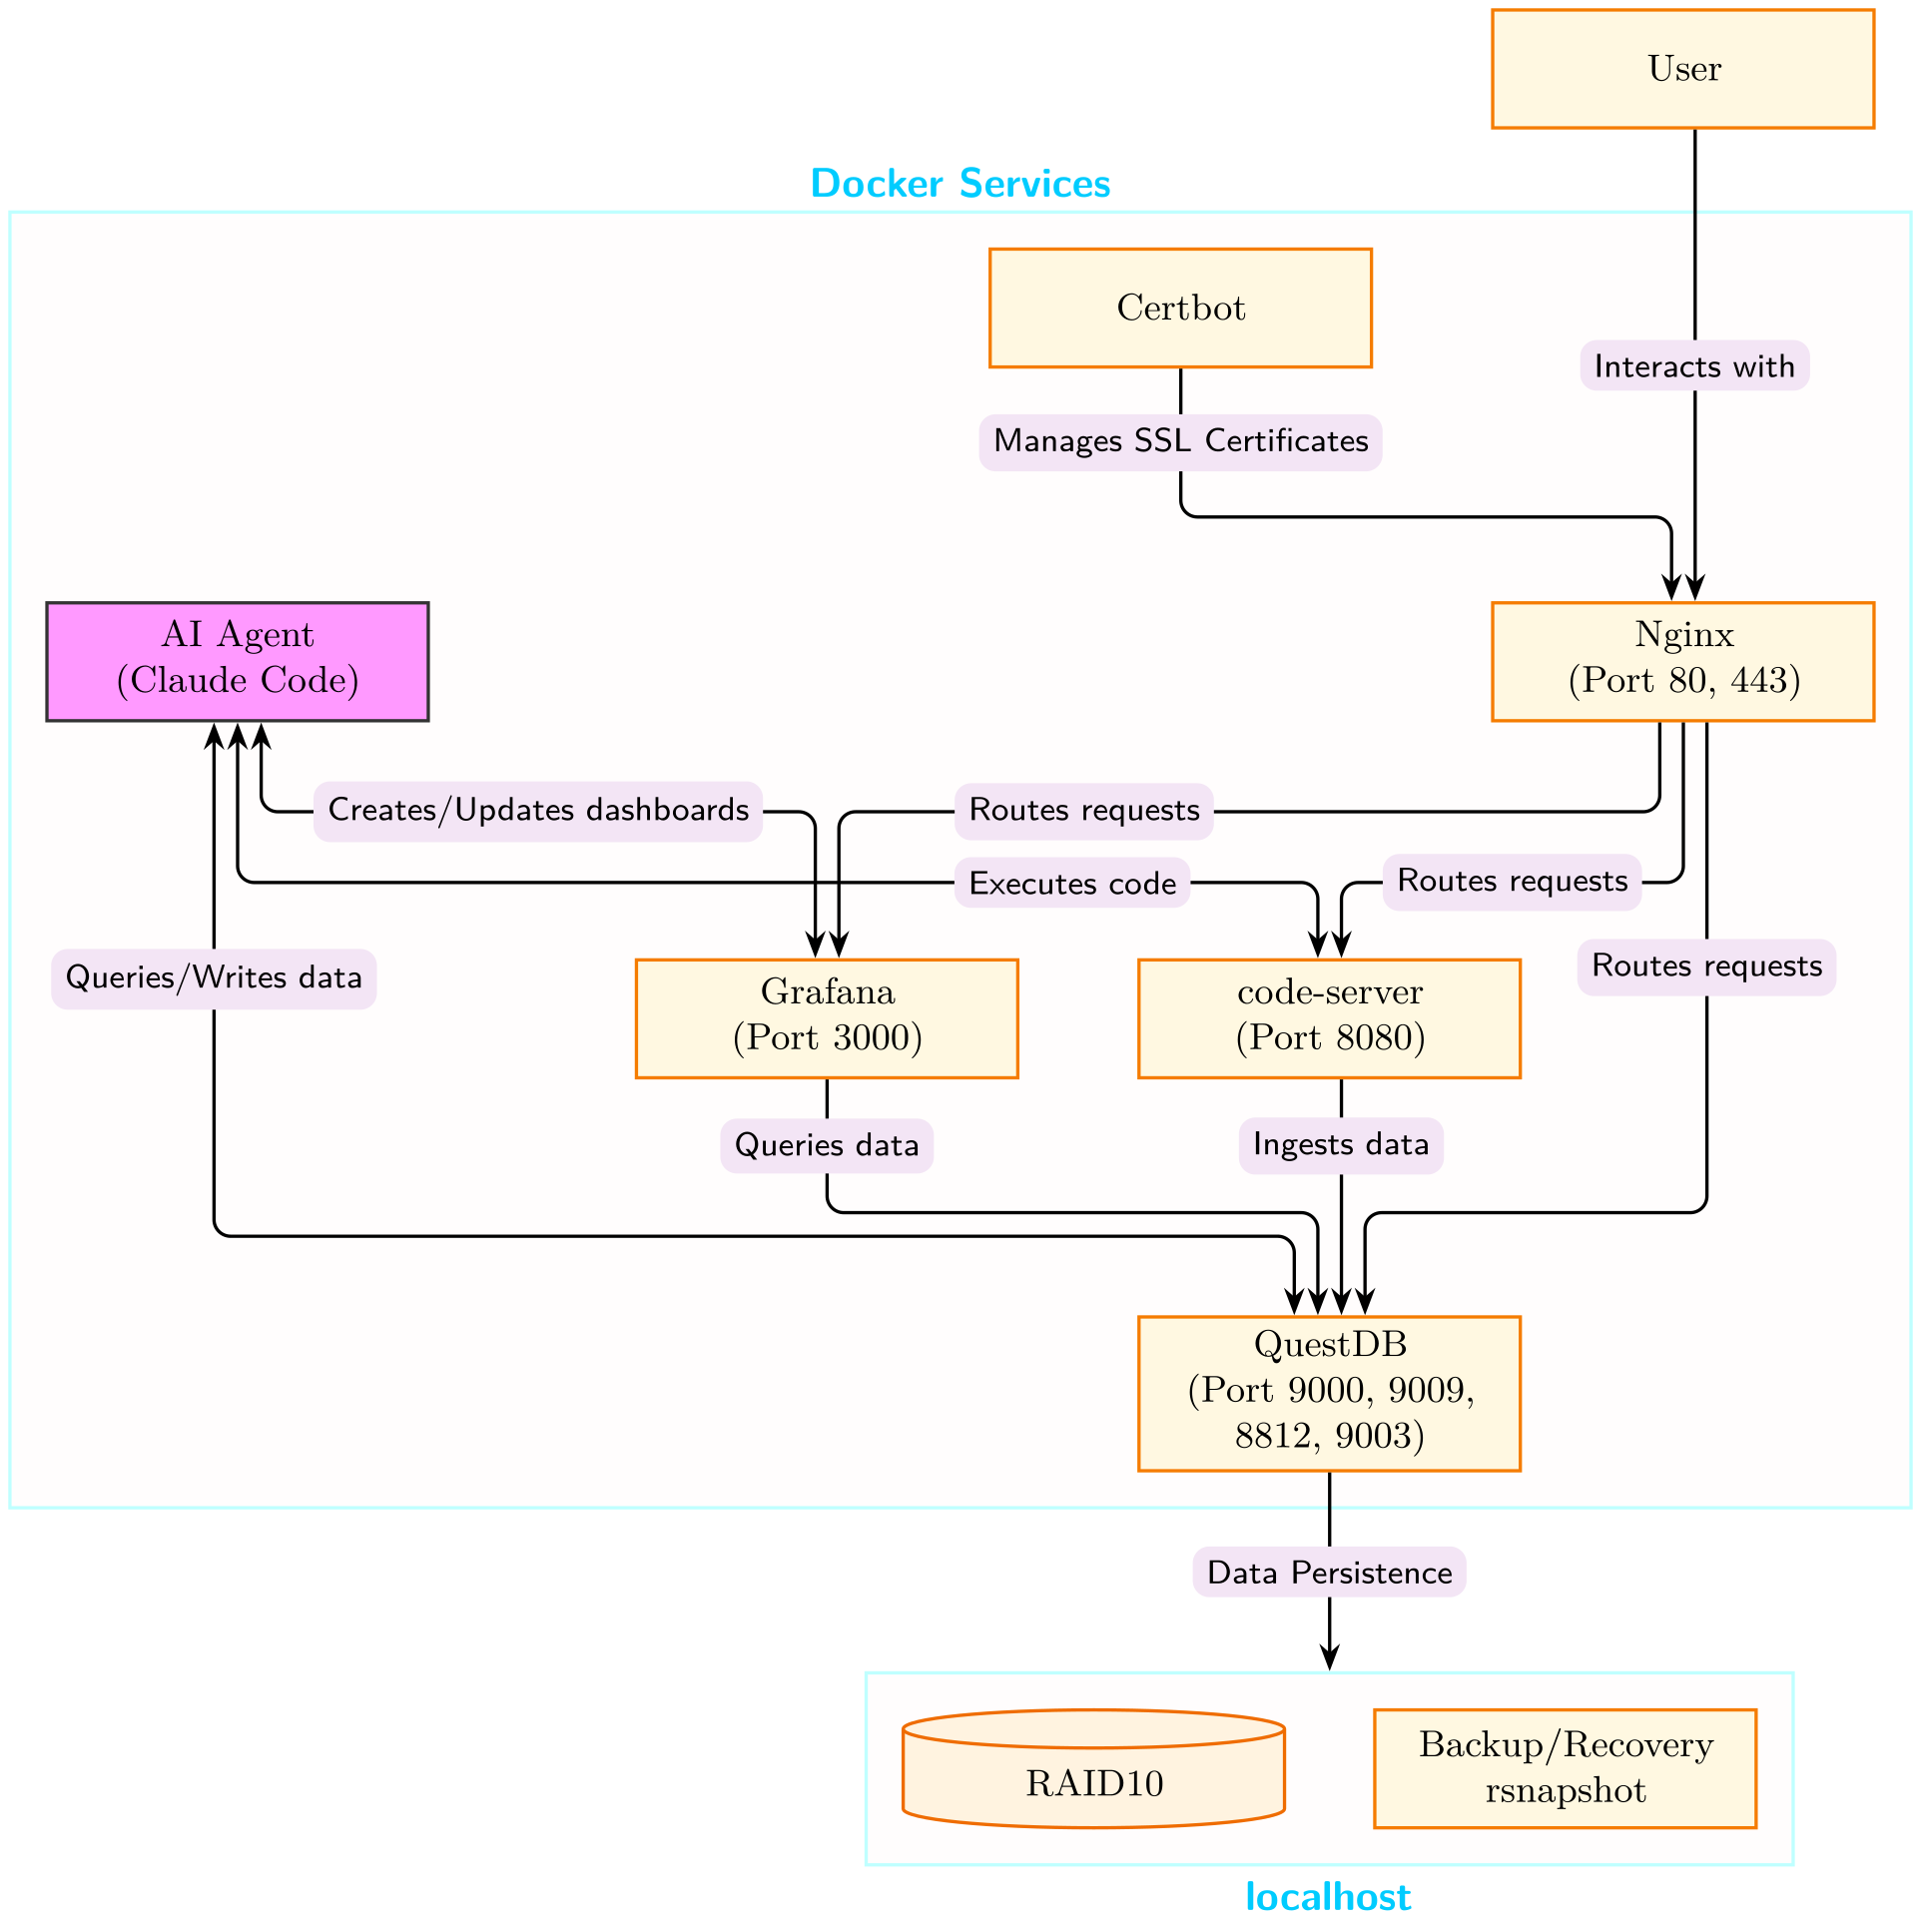 User
Docker Services
Certbot
Interacts with
Manages SSL Certificates
AI Agent
(Claude Code)
Nginx
(Port 80, 443)
Creates/Updates dashboards
Routes requests
Executes code
Routes requests
Queries/Writes data
Routes requests
Grafana
(Port 3000)
code-server
(Port 8080)
Queries data
Ingests data
QuestDB
(Port 9000, 9009,
8812, 9003)
Data Persistence
RAID10
Backup/Recovery
rsnapshot
localhost